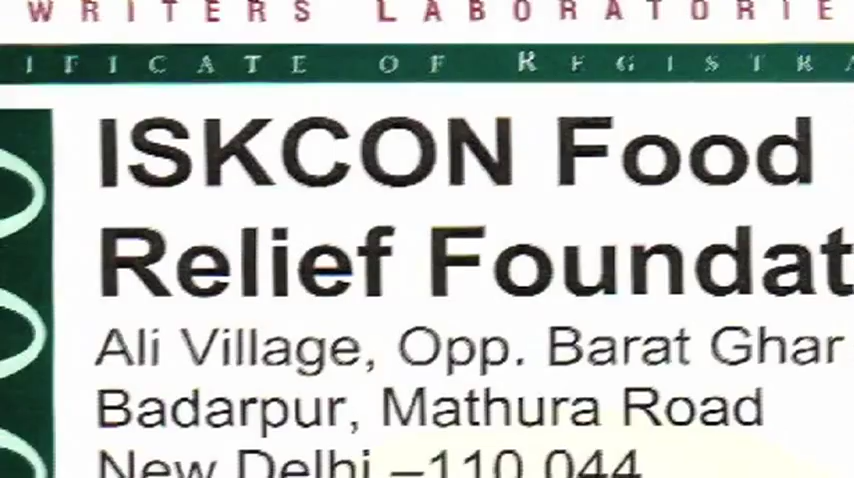 WRITERS LABORATORIE
IFICATE OF REGISTRA
ISKCON Food
Relief Foundat
Ali Village, Opp. Barat Ghar
Badarpur, Mathura Road
New Delhi –110 044